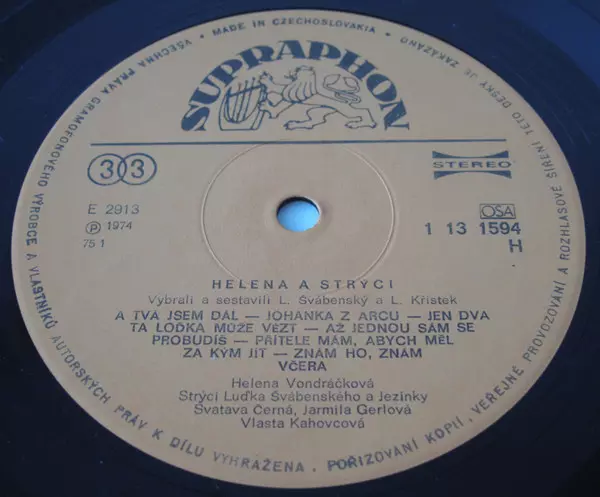 • MADE IN CZECHOSLOVAKIA •
VŠECHNA PRÁVA GRAMOFONOVÉHO VÝROBCE A VLASTNÍKŮ AUTORSKÝCH PRÁV K DÍLU VYHRAŽENA. POŘIZOVÁNÍ KOPIÍ, VEŘEJNÉ PROVOZOVÁNÍ A ROZHLASOVÉ ŠÍŘENÍ TÉTO DESKY JE ZAKÁZÁNO
SUPRAPHON
33
STEREO
E 2913
Ⓟ 1974
75 1
OSA
1 13 1594
H
HELENA A STRÝCI
Vybrali a sestavili L. Švábenský a L. Křistek
A TVÁ JSEM DÁL — JOHANKA Z ARCU — JEN DVA
TA LOĎKA MŮŽE VÉZT — AŽ JEDNOU SÁM SE
PROBUDÍŠ — PŘÍTELE MÁM, ABYCH MĚL
ZA KÝM JÍT — ZNÁM HO, ZNÁM
VČERA
Helena Vondráčková
Strýci Luďka Švábenského a Jezinky
Svatava Černá, Jarmila Gerlová
Vlasta Kahovcová